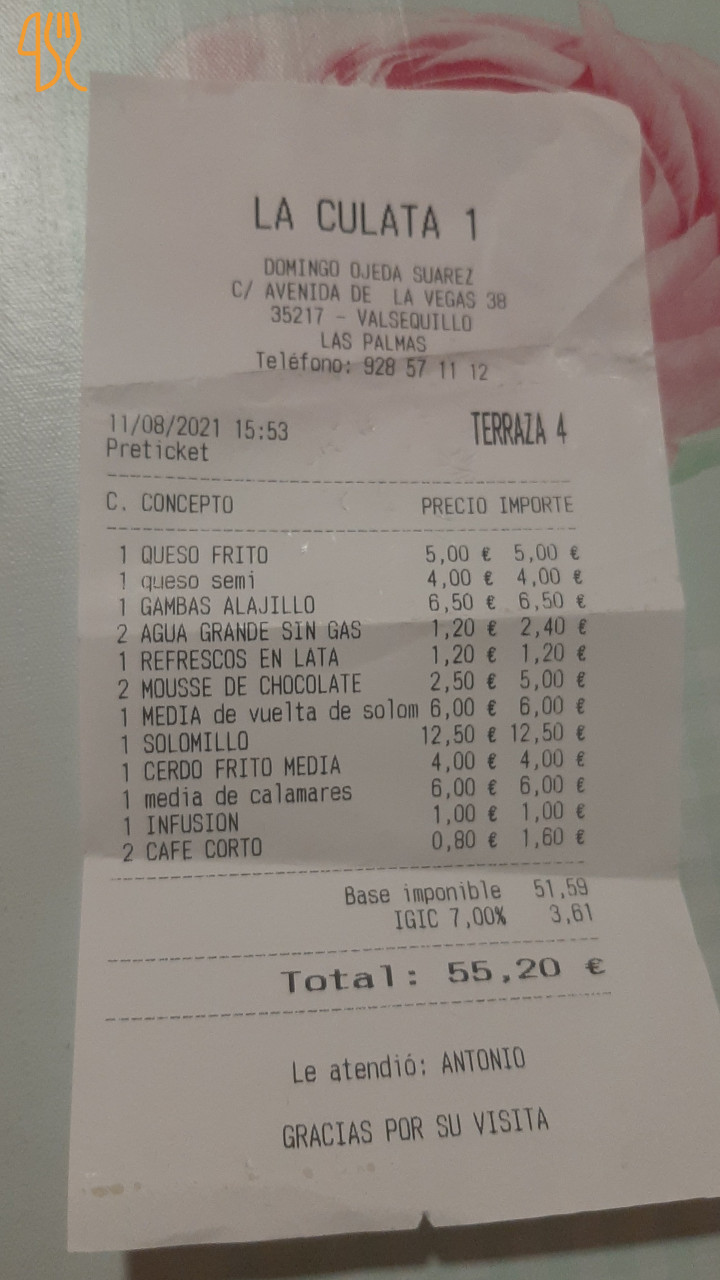 LA CULATA 1
DOMINGO OJEDA SUAREZ
C/ AVENIDA DE LA VEGAS 38
35217 - VALSEQUILLO
LAS PALMAS
Teléfono: 928 57 11 12
11/08/2021 15:53 TERRAZA 4
Preticket
C. CONCEPTO PRECIO IMPORTE
1 QUESO FRITO 5,00 € 5,00 €
1 queso semi 4,00 € 4,00 €
1 GAMBAS ALAJILLO 6,50 € 6,50 €
2 AGUA GRANDE SIN GAS 1,20 € 2,40 €
1 REFRESCOS EN LATA 1,20 € 1,20 €
2 MOUSSE DE CHOCOLATE 2,50 € 5,00 €
1 MEDIA de vuelta de solom 6,00 € 6,00 €
1 SOLOMILLO 12,50 € 12,50 €
1 CERDO FRITO MEDIA 4,00 € 4,00 €
1 media de calamares 6,00 € 6,00 €
1 INFUSION 1,00 € 1,00 €
2 CAFE CORTO 0,80 € 1,60 €
Base imponible 51,59
IGIC 7,00% 3,61
Total: 55,20 €
Le atendió: ANTONIO
GRACIAS POR SU VISITA